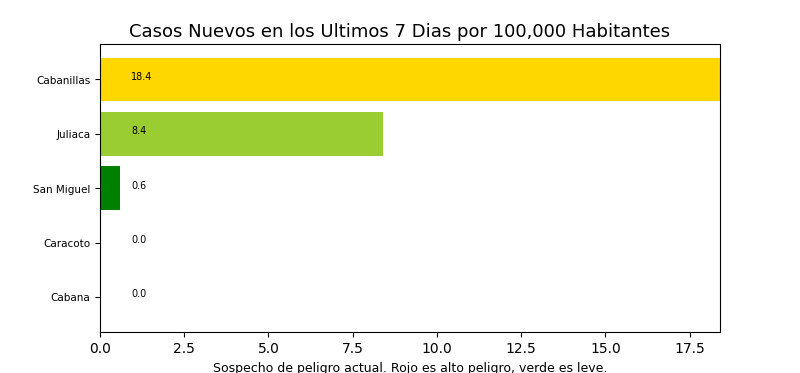 Casos Nuevos en los Ultimos 7 Dias por 100,000 Habitantes
Cabanillas 18.4
Juliaca 8.4
San Miguel 0.6
Caracoto 0.0
Cabana 0.0
0.0 2.5 5.0 7.5 10.0 12.5 15.0 17.5
Sospecho de peligro actual. Rojo es alto peligro, verde es leve.